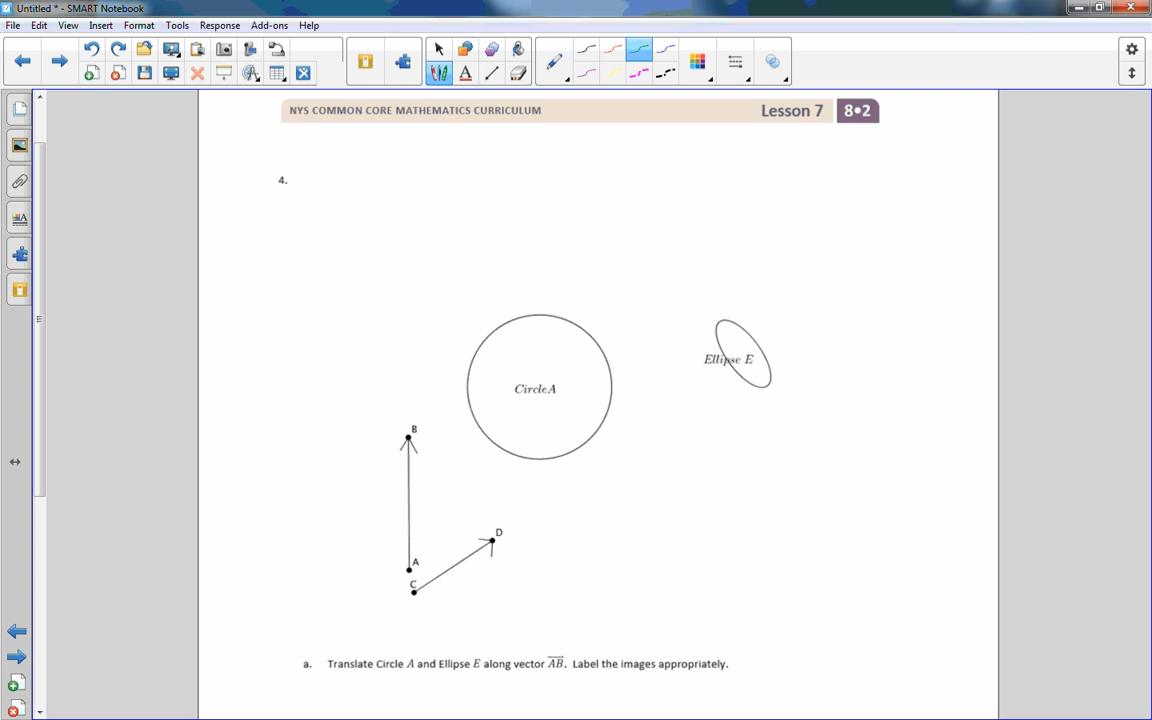 Untitled * - SMART Notebook
File Edit View Insert Format Tools Response Add-ons Help
NYS COMMON CORE MATHEMATICS CURRICULUM Lesson 7 8•2
4.
Ellipse E
CircleA
B
D
A
C
a. Translate Circle A and Ellipse E along vector AB. Label the images appropriately.